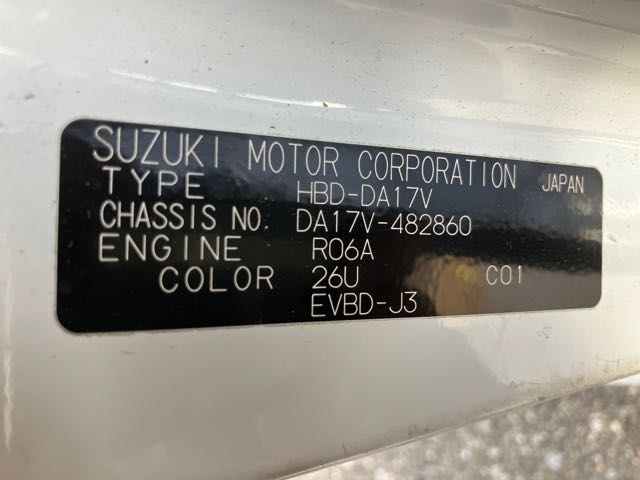 SUZUKI MOTOR CORPORATION JAPAN
TYPE HBD-DA17V
CHASSIS NO. DA17V-482860
ENGINE R06A
COLOR 26U C01
EVBD-J3